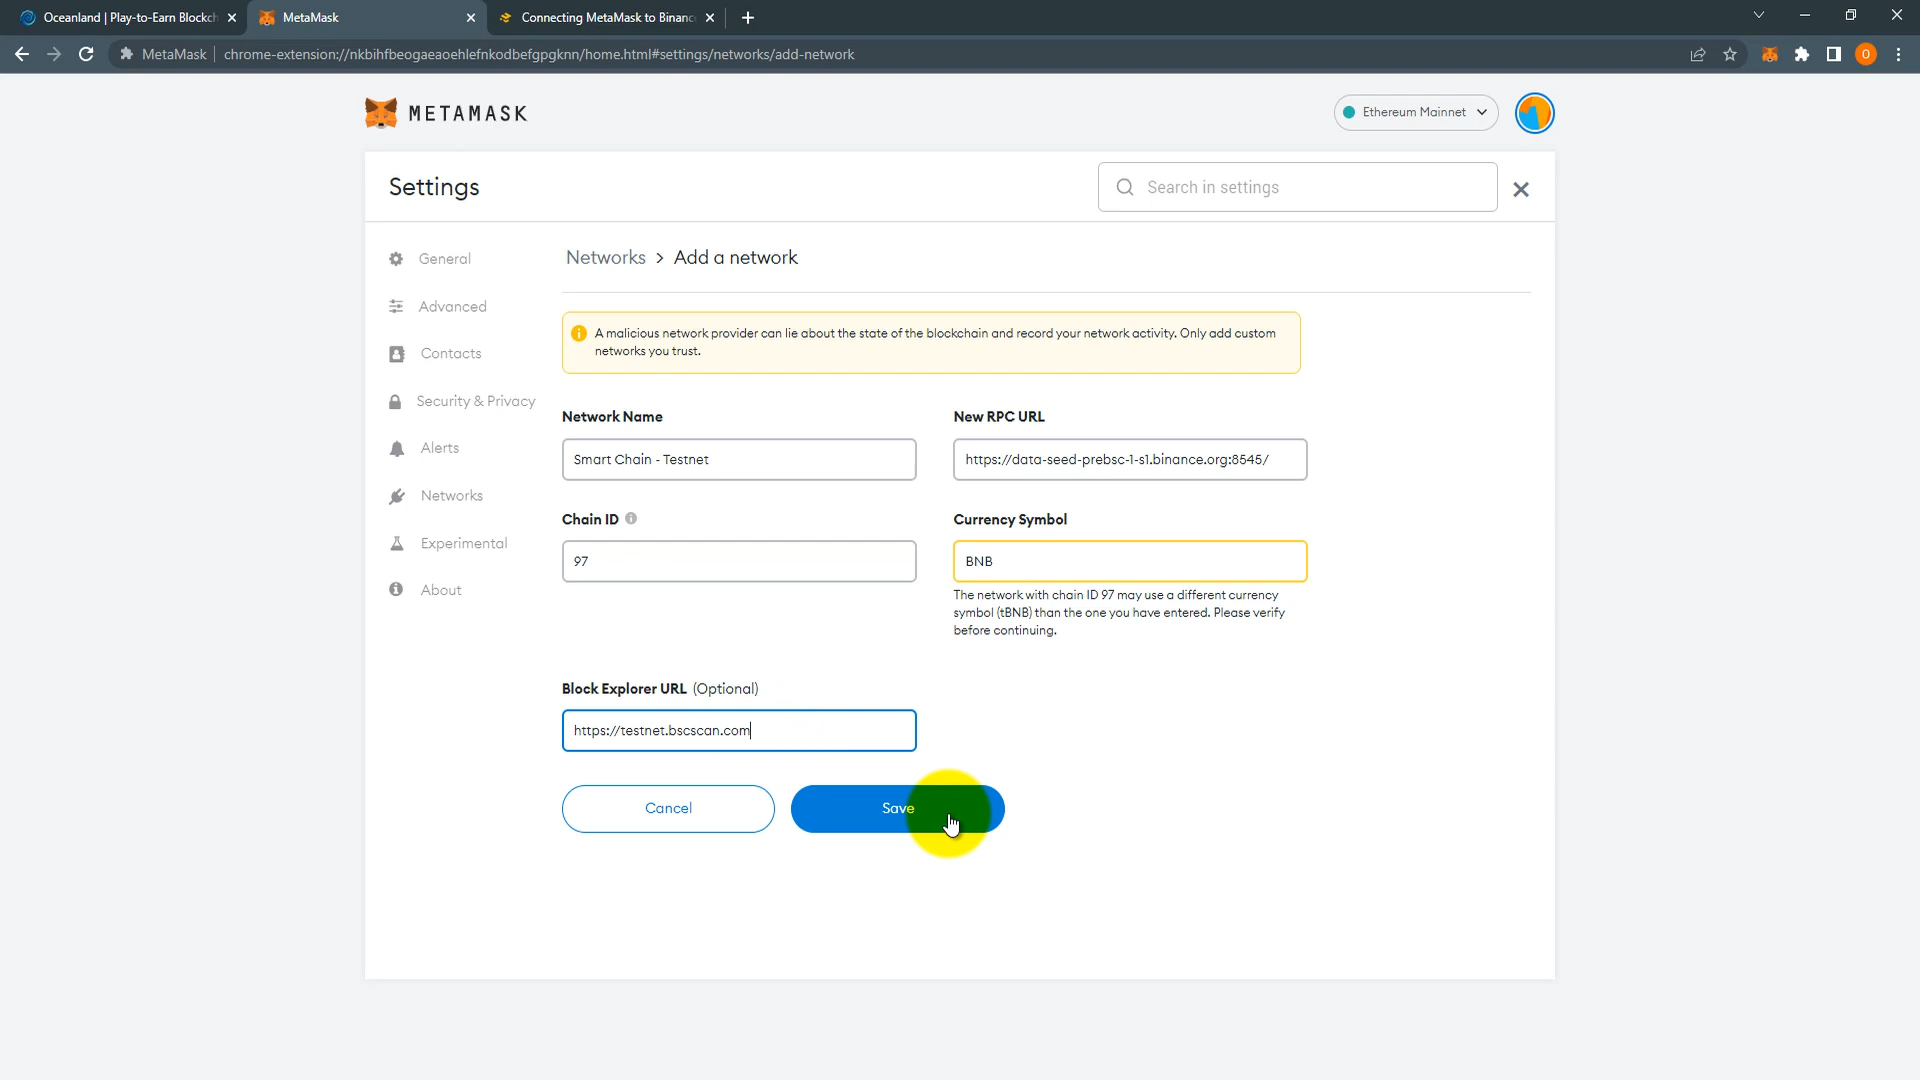 Oceanland | Play-to-Earn Blockch
MetaMask
Connecting MetaMask to Binanc
MetaMask
chrome-extension://nkbihfbeogaeaoehlefnkodbefgpgknn/home.html#settings/networks/add-network
O
METAMASK
Ethereum Mainnet
Settings
Search in settings
General
Advanced
Contacts
Security & Privacy
Alerts
Networks
Experimental
About
Networks > Add a network
A malicious network provider can lie about the state of the blockchain and record your network activity. Only add custom
networks you trust.
Network Name
Smart Chain - Testnet
New RPC URL
https://data-seed-prebsc-1-s1.binance.org:8545/
Chain ID
97
Currency Symbol
BNB
The network with chain ID 97 may use a different currency
symbol (tBNB) than the one you have entered. Please verify
before continuing.
Block Explorer URL (Optional)
https://testnet.bscscan.com
Cancel
Save